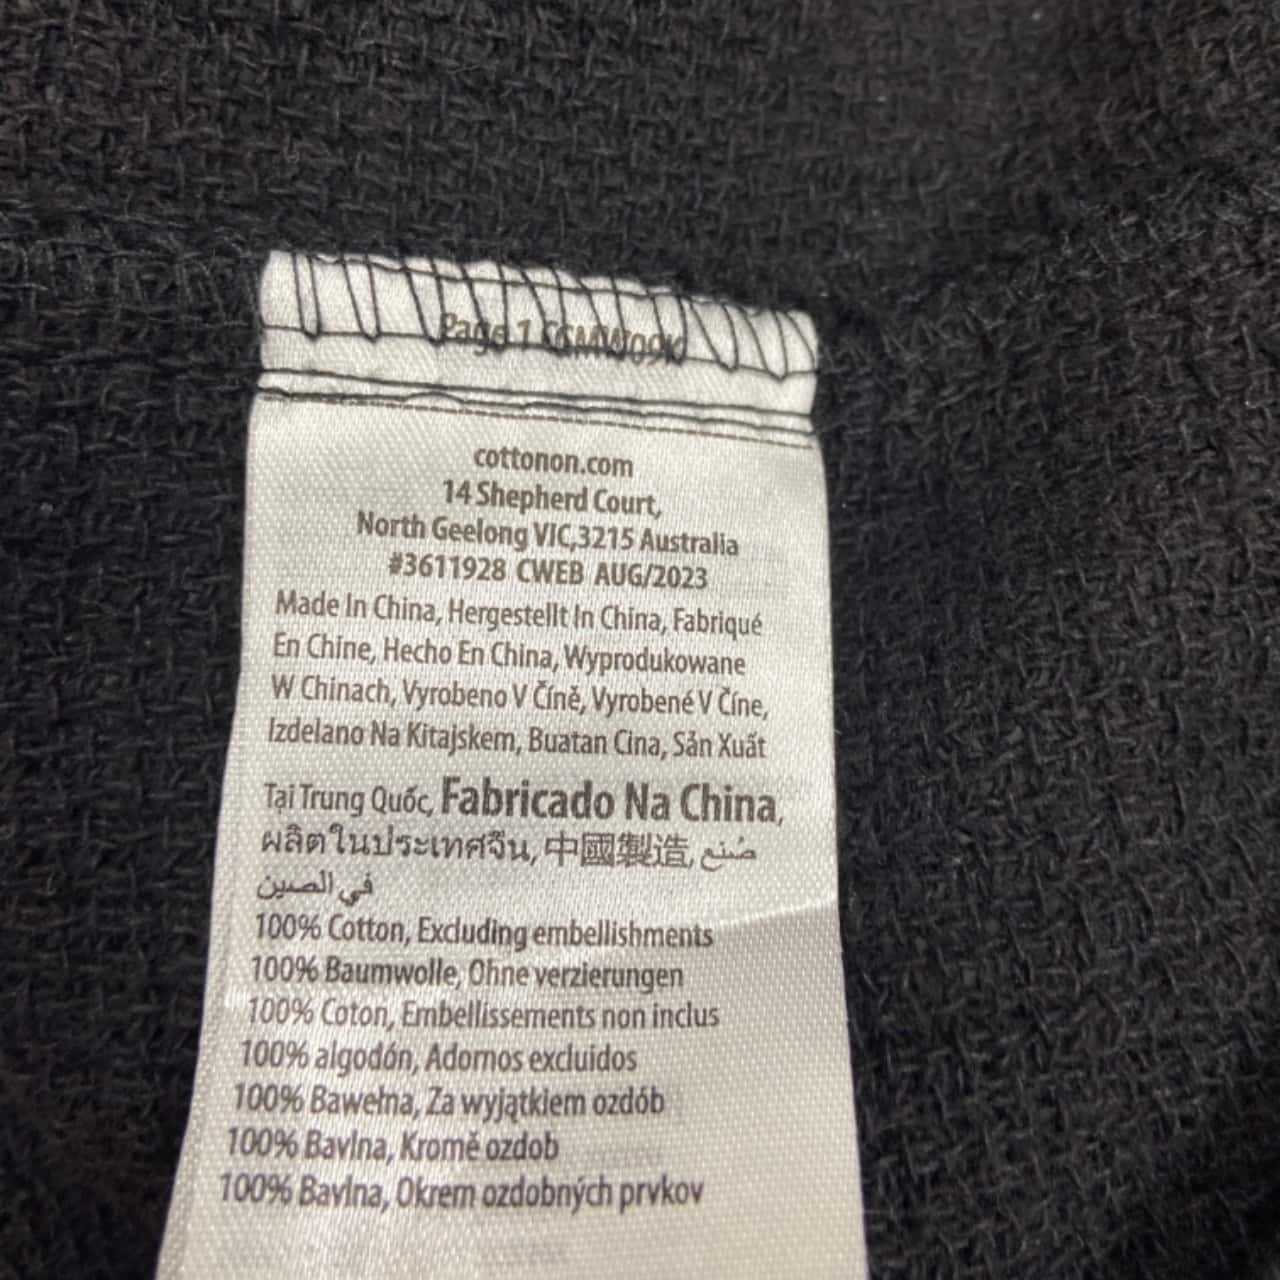 Page 1
cottonon.com
14 Shepherd Court,
North Geelong VIC,3215 Australia
#3611928 CWEB AUG/2023
Made In China, Hergestellt In China, Fabriqué
En Chine, Hecho En China, Wyprodukowane
W Chinach, Vyrobeno V Číně, Vyrobené V Číne,
Izdelano Na Kitajskem, Buatan Cina, Sản Xuất
Tại Trung Quốc, Fabricado Na China,
ผลิตในประเทศจีน, 中國製造, صُنع
في الصين
100% Cotton, Excluding embellishments
100% Baumwolle, Ohne verzierungen
100% Coton, Embellissements non inclus
100% algodón, Adornos excluidos
100% Bawełna, Za wyjątkiem ozdób
100% Bavlna, Kromě ozdob
100% Bavlna, Okrem ozdobných prvkov